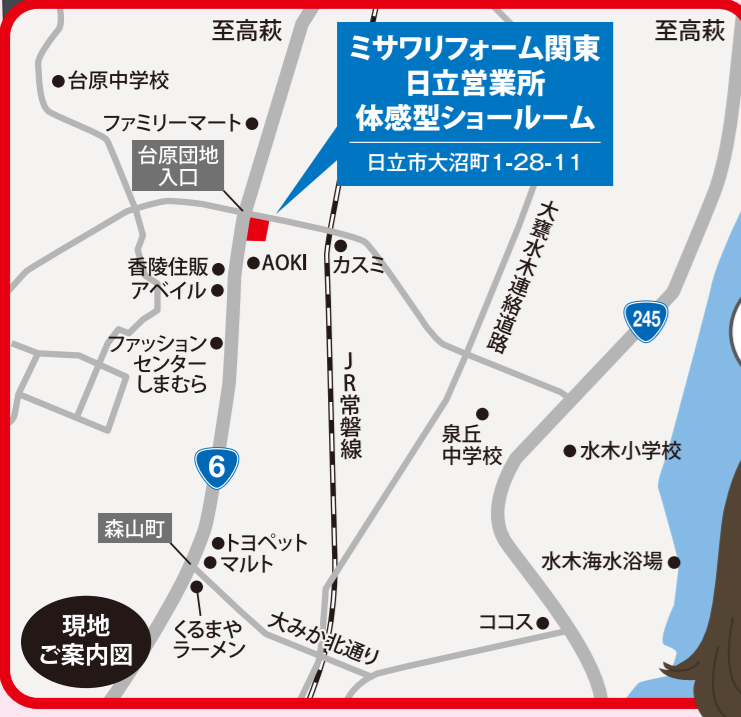 至高萩
至高萩
ミサワリフォーム関東
日立営業所
体感型ショールーム
日立市大沼町1-28-11
台原中学校
ファミリーマート
台原団地
入口
大甕水木連絡道路
香陵住販
アベイル
AOKI
カスミ
245
ファッション
センター
しまむら
JR常磐線
泉丘
中学校
水木小学校
6
森山町
トヨペット
マルト
水木海水浴場
くるまや
ラーメン
大みか北通り
ココス
現地
ご案内図